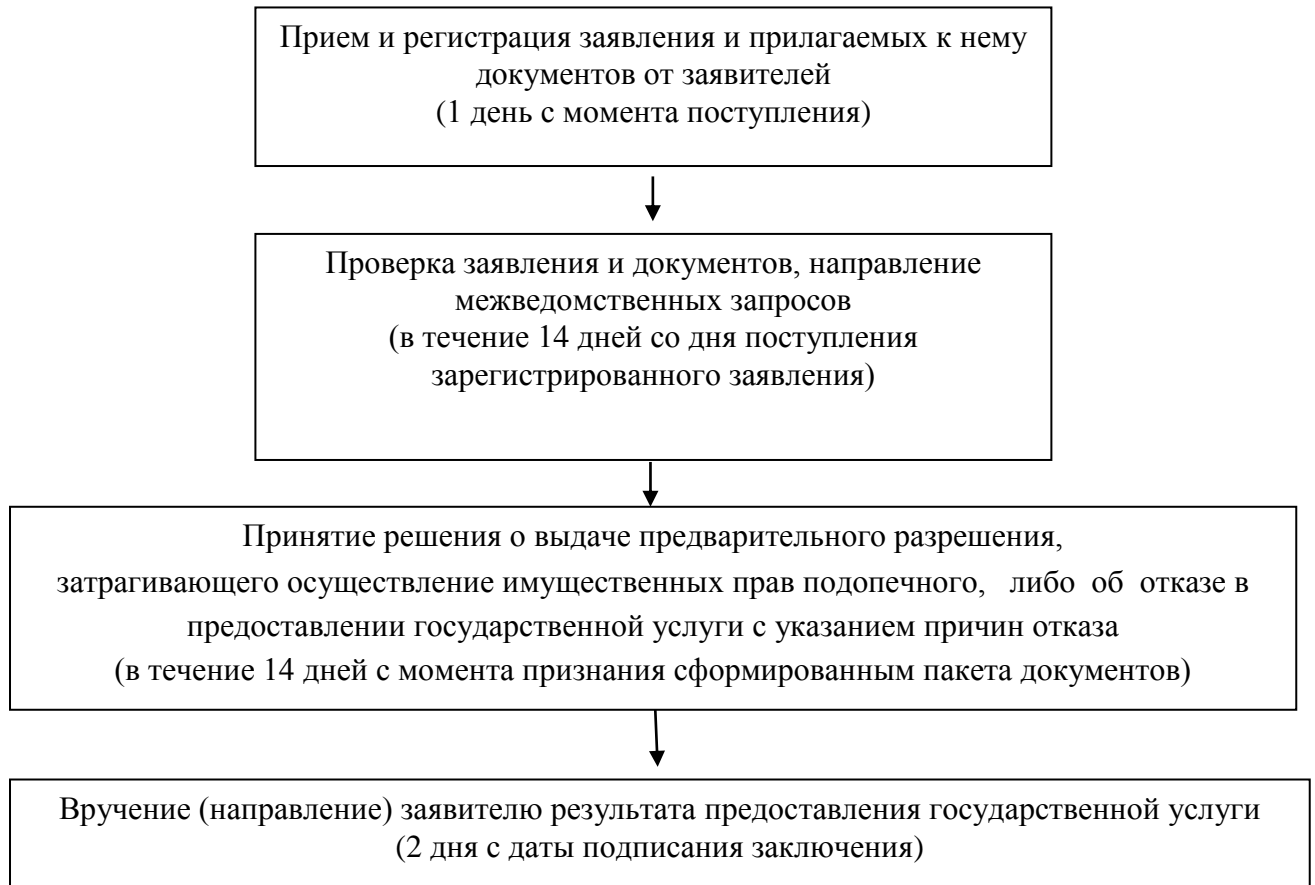 Прием и регистрация заявления и прилагаемых к нему
документов от заявителей
(1 день с момента поступления)
Проверка заявления и документов, направление
межведомственных запросов
(в течение 14 дней со дня поступления
зарегистрированного заявления)
Принятие решения о выдаче предварительного разрешения,
затрагивающего осуществление имущественных прав подопечного, либо об отказе в
предоставлении государственной услуги с указанием причин отказа
(в течение 14 дней с момента признания сформированным пакета документов)
Вручение (направление) заявителю результата предоставления государственной услуги
(2 дня с даты подписания заключения)